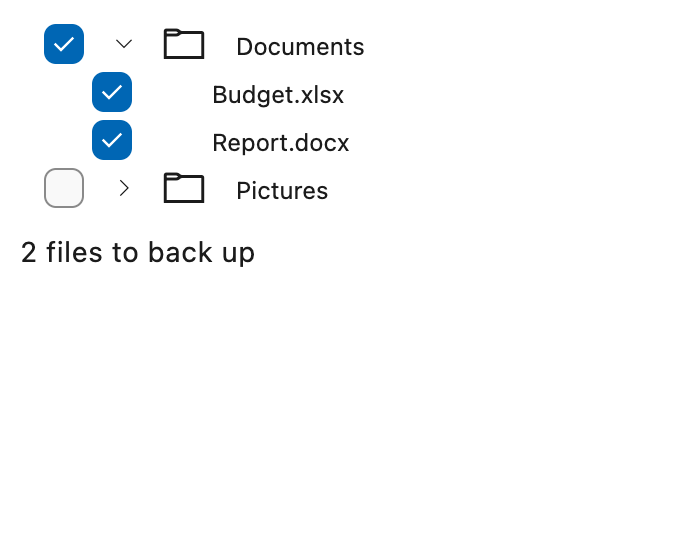 Documents
Budget.xlsx
Report.docx
Pictures
2 files to back up